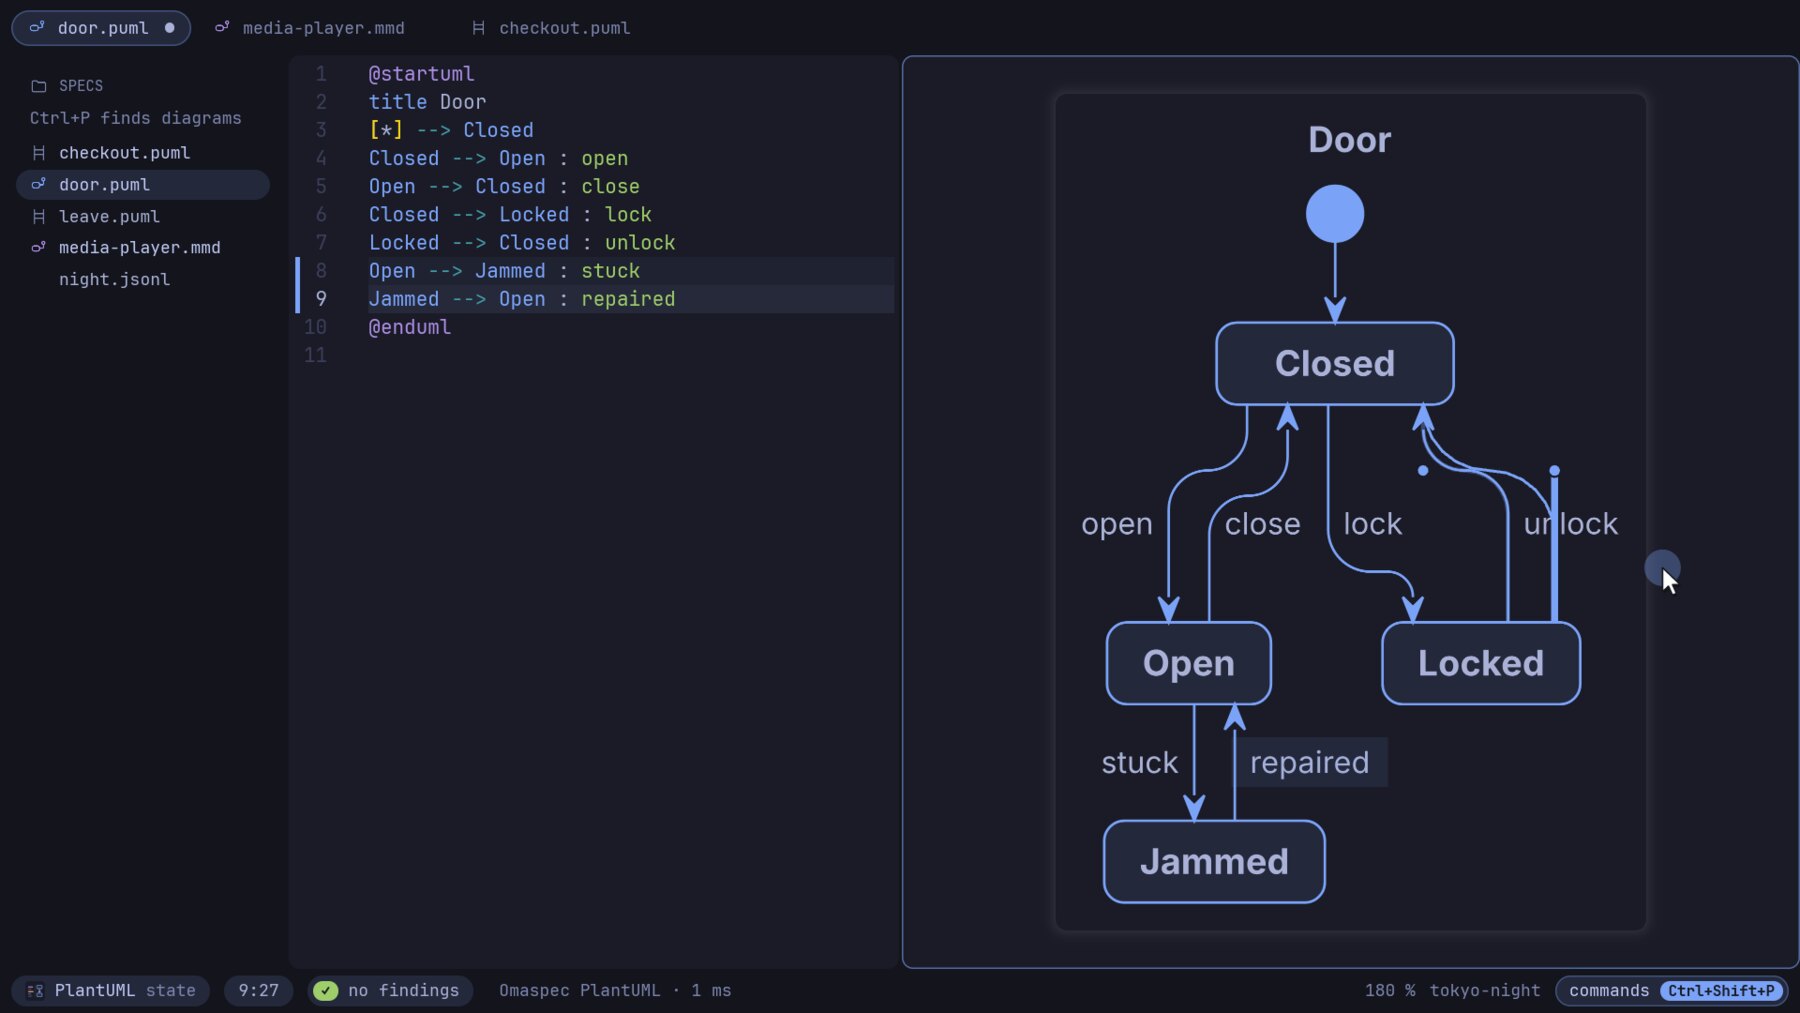 door.puml
media-player.mmd
checkout.puml
SPECS
Ctrl+P finds diagrams
checkout.puml
door.puml
leave.puml
media-player.mmd
night.jsonl
1 @startuml
2 title Door
3 [*] --> Closed
4 Closed --> Open : open
5 Open --> Closed : close
6 Closed --> Locked : lock
7 Locked --> Closed : unlock
8 Open --> Jammed : stuck
9 Jammed --> Open : repaired
10 @enduml
11
Door
Closed
open
close
lock
unlock
Open
Locked
stuck
repaired
Jammed
PlantUML state
9:27
no findings
Omaspec PlantUML · 1 ms
180 %
tokyo-night
commands Ctrl+Shift+P